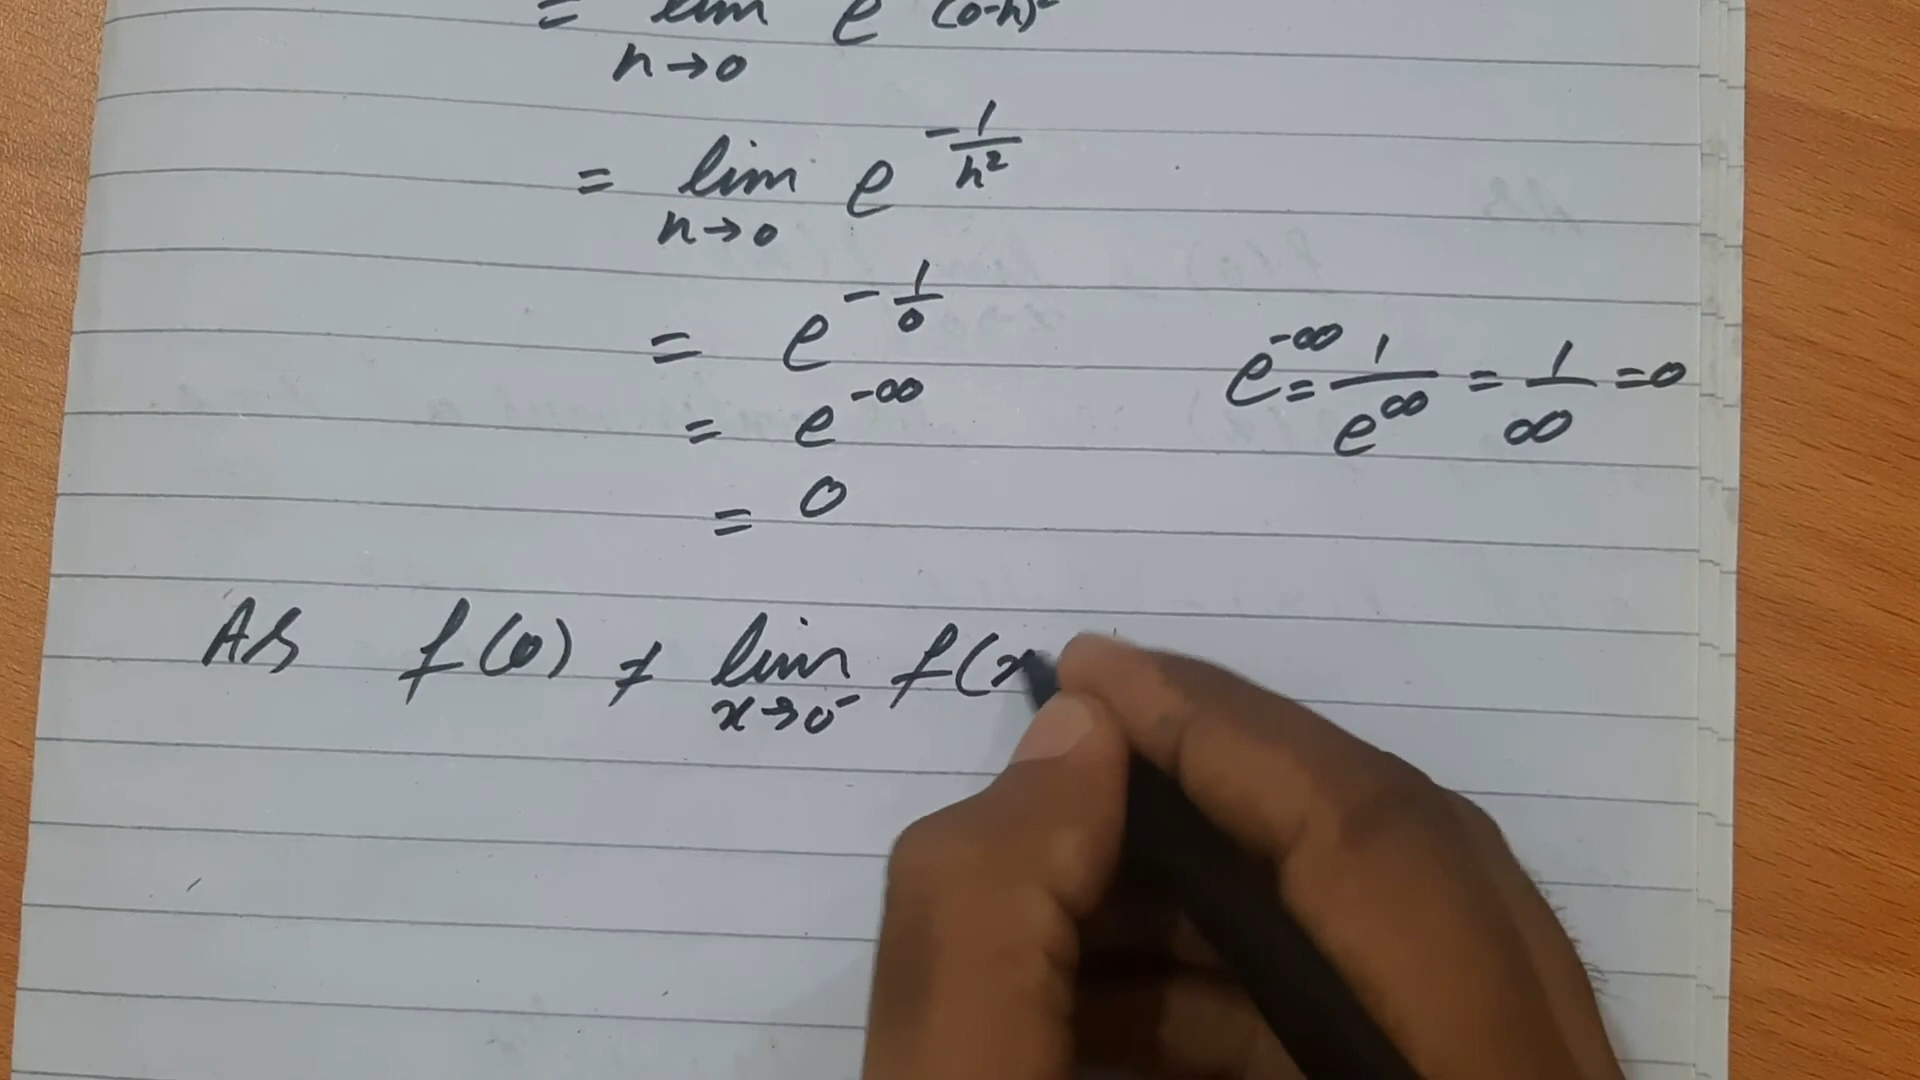 = lim e (0-h)²
h→0
= lim e^(-1/h²)
h→0
= e^(-1/0)
= e^(-∞)
e^(-∞) = 1/e^∞ = 1/∞ = 0
= 0
As f(0) ≠ lim f(x
x→0⁻